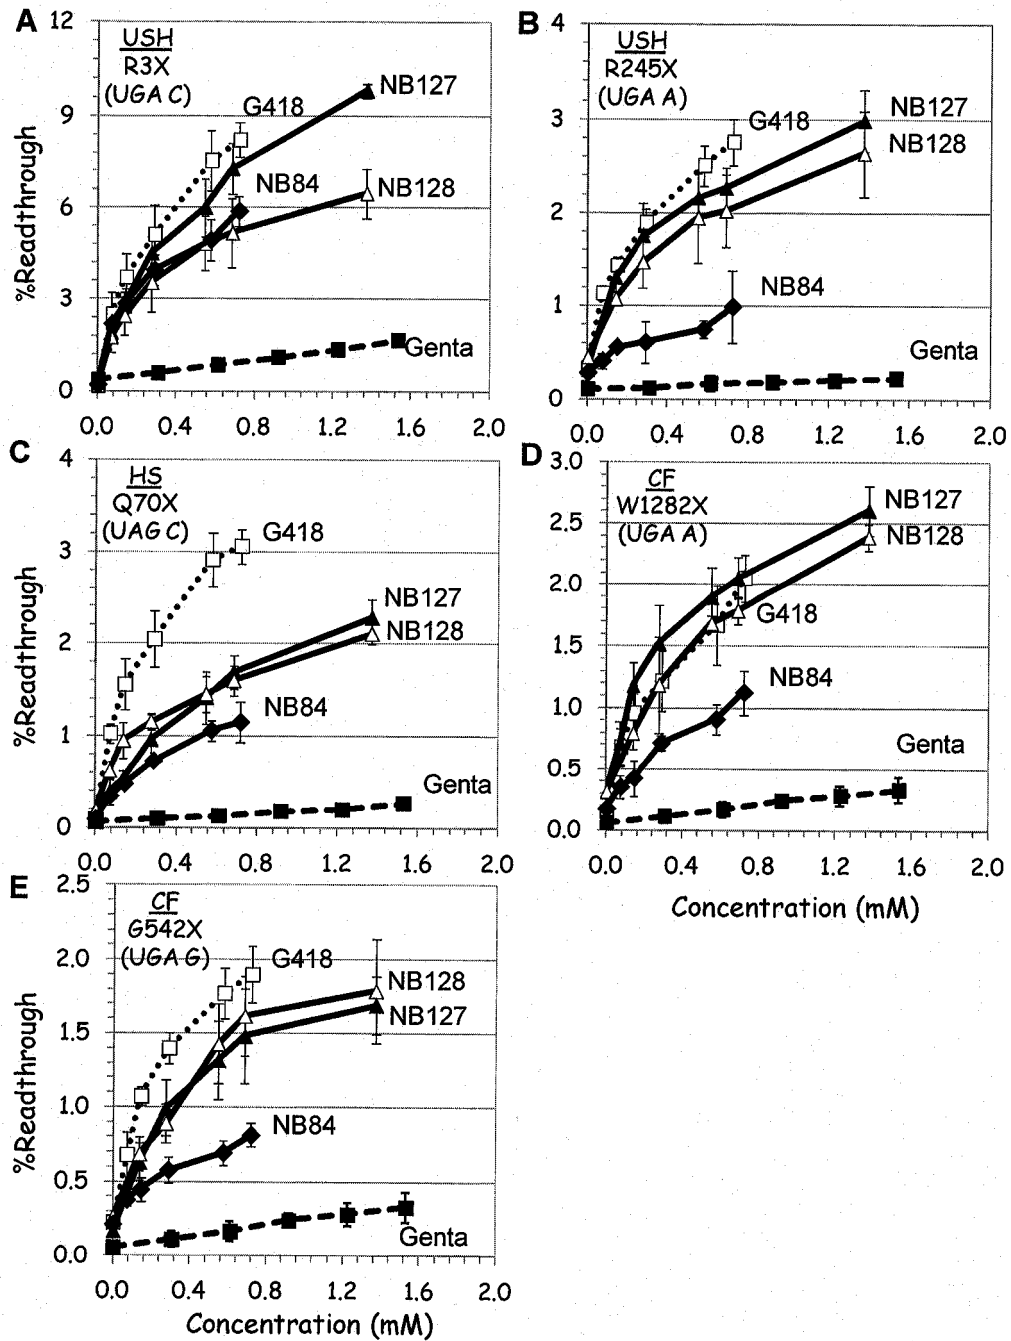 A
USH
R3X
(UGA C)
%Readthrough
12
9
6
3
0
G418
NB127
NB84
NB128
Genta
0.0 0.4 0.8 1.2 1.6 2.0
B
USH
R245X
(UGA A)
4
3
2
1
0
G418
NB127
NB128
NB84
Genta
0.0 0.4 0.8 1.2 1.6 2.0
C
HS
Q70X
(UAG C)
%Readthrough
4
3
2
1
0
G418
NB127
NB128
NB84
Genta
0.0 0.4 0.8 1.2 1.6 2.0
D
CF
W1282X
(UGA A)
3.0
2.5
2.0
1.5
1.0
0.5
0.0
NB127
NB128
G418
NB84
Genta
0.0 0.4 0.8 1.2 1.6 2.0
Concentration (mM)
E
CF
G542X
(UGA G)
%Readthrough
2.5
2.0
1.5
1.0
0.5
0.0
G418
NB128
NB127
NB84
Genta
0.0 0.4 0.8 1.2 1.6 2.0
Concentration (mM)